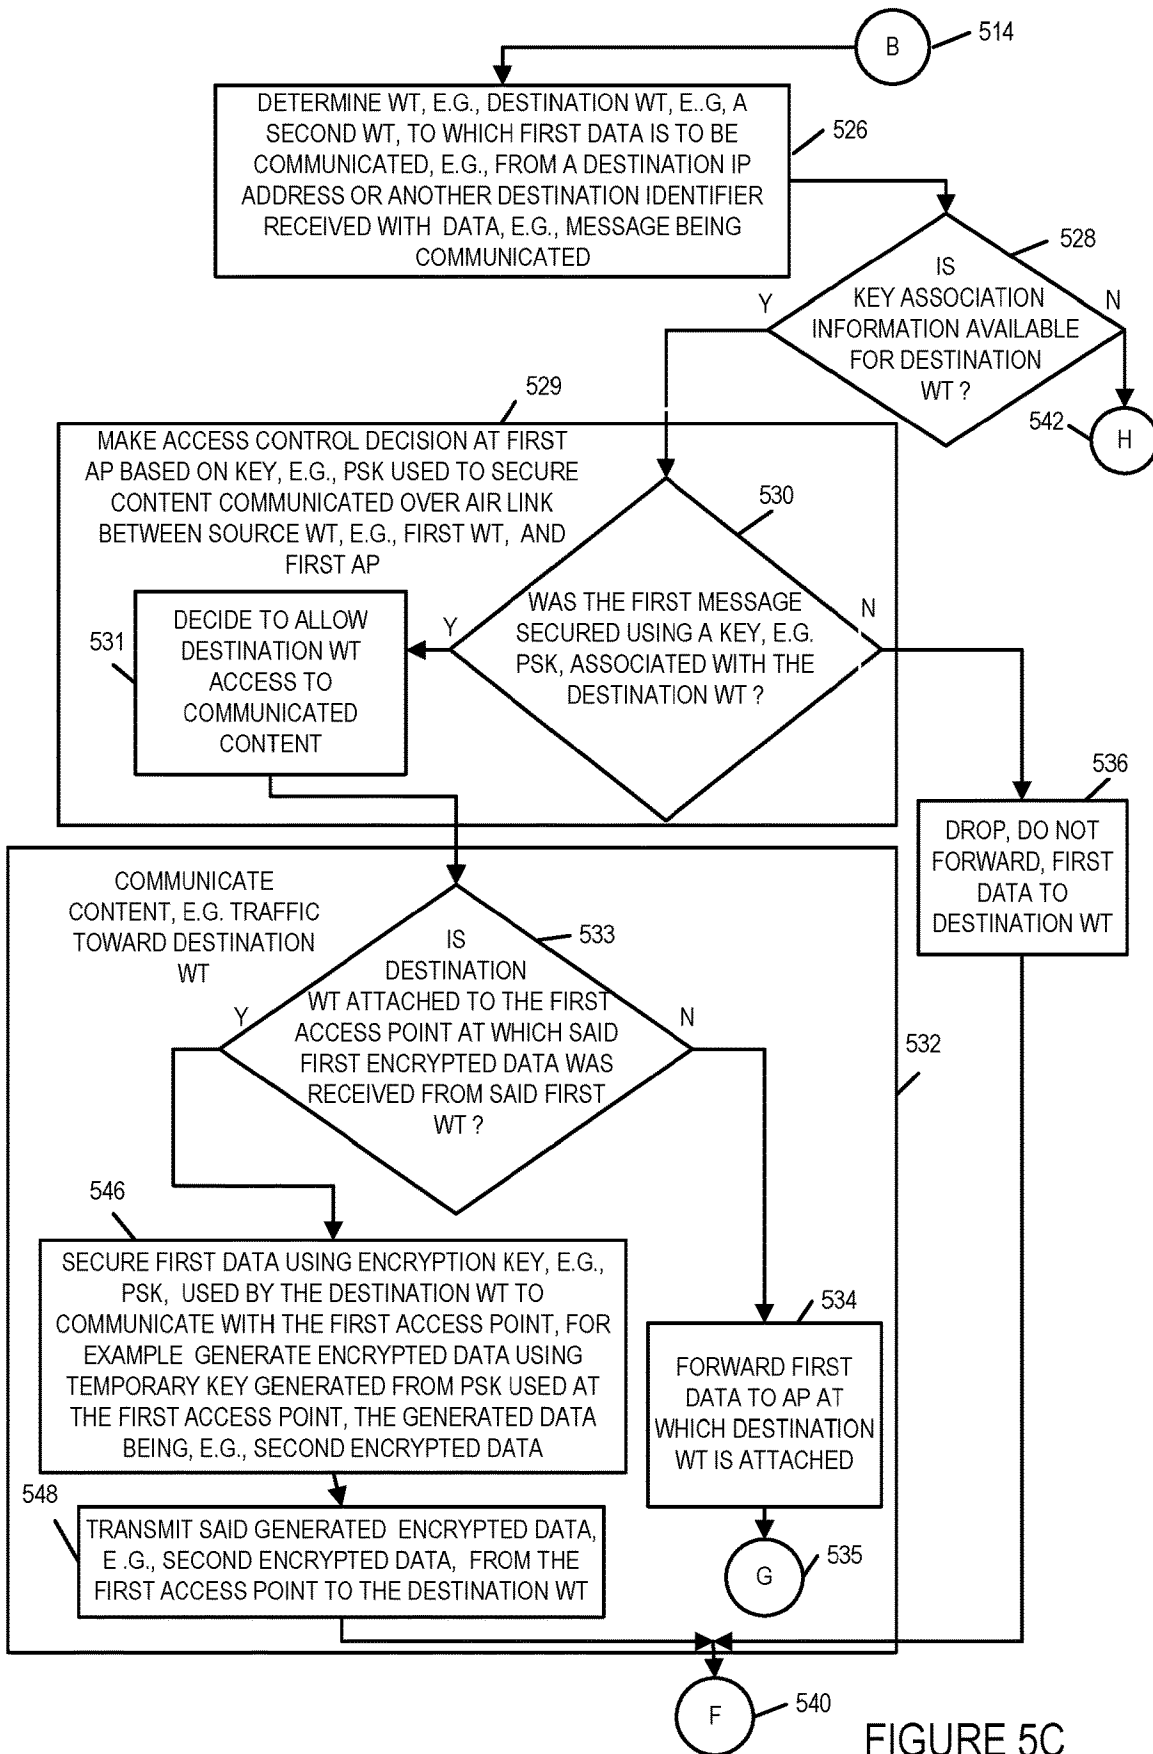 B
514
DETERMINE WT, E.G., DESTINATION WT, E..G, A
SECOND WT, TO WHICH FIRST DATA IS TO BE
COMMUNICATED, E.G., FROM A DESTINATION IP
ADDRESS OR ANOTHER DESTINATION IDENTIFIER
RECEIVED WITH DATA, E.G., MESSAGE BEING
COMMUNICATED
526
528
IS
KEY ASSOCIATION
INFORMATION AVAILABLE
FOR DESTINATION
WT ?
Y
N
542
H
529
MAKE ACCESS CONTROL DECISION AT FIRST
AP BASED ON KEY, E.G., PSK USED TO SECURE
CONTENT COMMUNICATED OVER AIR LINK
BETWEEN SOURCE WT, E.G., FIRST WT, AND
FIRST AP
530
WAS THE FIRST MESSAGE
SECURED USING A KEY, E.G.
PSK, ASSOCIATED WITH THE
DESTINATION WT ?
Y
N
531
DECIDE TO ALLOW
DESTINATION WT
ACCESS TO
COMMUNICATED
CONTENT
536
DROP, DO NOT
FORWARD, FIRST
DATA TO
DESTINATION WT
COMMUNICATE
CONTENT, E.G. TRAFFIC
TOWARD DESTINATION
WT
533
IS
DESTINATION
WT ATTACHED TO THE FIRST
ACCESS POINT AT WHICH SAID
FIRST ENCRYPTED DATA WAS
RECEIVED FROM SAID FIRST
WT ?
Y
N
532
546
SECURE FIRST DATA USING ENCRYPTION KEY, E.G.,
PSK, USED BY THE DESTINATION WT TO
COMMUNICATE WITH THE FIRST ACCESS POINT, FOR
EXAMPLE GENERATE ENCRYPTED DATA USING
TEMPORARY KEY GENERATED FROM PSK USED AT
THE FIRST ACCESS POINT, THE GENERATED DATA
BEING, E.G., SECOND ENCRYPTED DATA
534
FORWARD FIRST
DATA TO AP AT
WHICH DESTINATION
WT IS ATTACHED
548
TRANSMIT SAID GENERATED ENCRYPTED DATA,
E .G., SECOND ENCRYPTED DATA, FROM THE
FIRST ACCESS POINT TO THE DESTINATION WT
G
535
F
540
FIGURE 5C